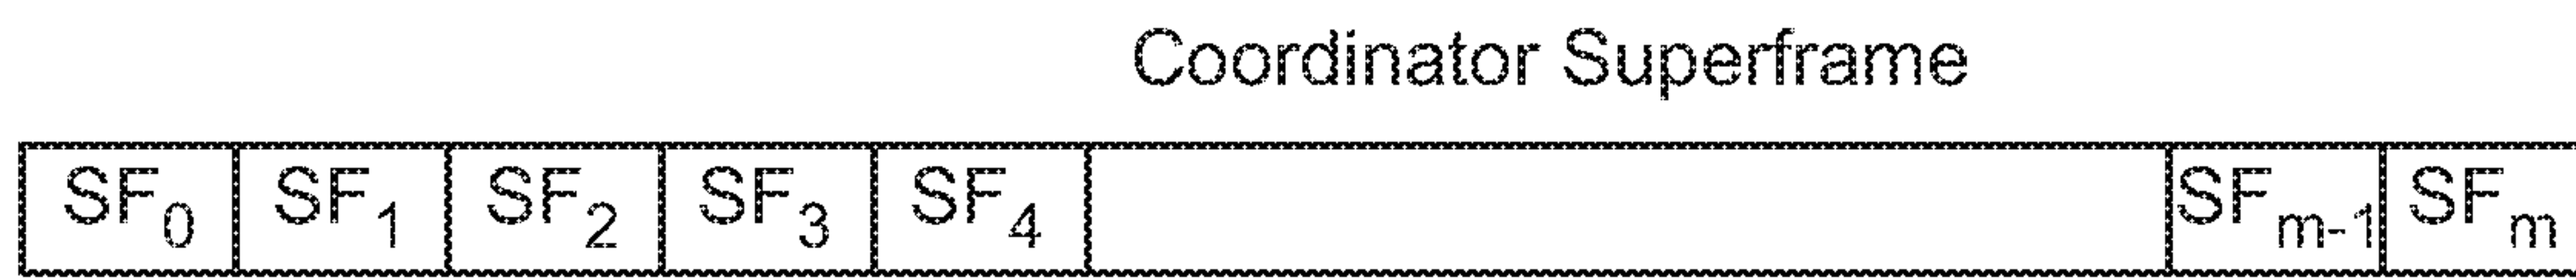 Coordinator Superframe
SF₀ SF₁ SF₂ SF₃ SF₄ SFₘ₋₁ SFₘ